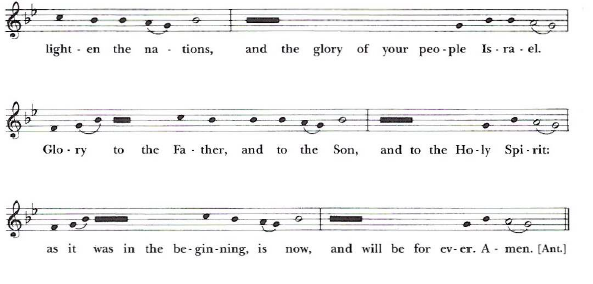 light - en the na - tions, and the glory of your peo - ple Is - ra - el.
Glo - ry to the Fa - ther, and to the Son, and to the Ho - ly Spi - rit:
as it was in the be - gin - ning, is now, and will be for ev - er. A - men. [Ant.]